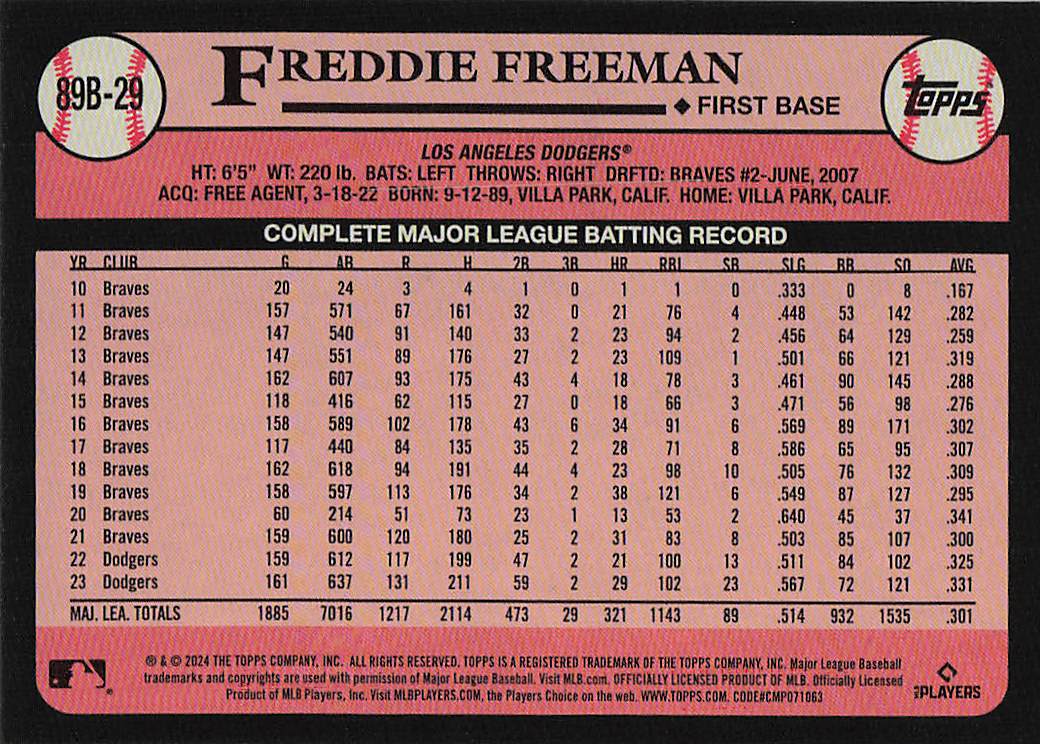 89B-29
FREDDIE FREEMAN
◆ FIRST BASE
TOPPS
LOS ANGELES DODGERS®
HT: 6'5" WT: 220 lb. BATS: LEFT THROWS: RIGHT DRFTD: BRAVES #2-JUNE, 2007
ACQ: FREE AGENT, 3-18-22 BORN: 9-12-89, VILLA PARK, CALIF. HOME: VILLA PARK, CALIF.
COMPLETE MAJOR LEAGUE BATTING RECORD
YR CLUB G AB R H 2B 3B HR RBI SB SLG BB SO AVG
10 Braves 20 24 3 4 1 0 1 1 0 .333 0 8 .167
11 Braves 157 571 67 161 32 0 21 76 4 .448 53 142 .282
12 Braves 147 540 91 140 33 2 23 94 2 .456 64 129 .259
13 Braves 147 551 89 176 27 2 23 109 1 .501 66 121 .319
14 Braves 162 607 93 175 43 4 18 78 3 .461 90 145 .288
15 Braves 118 416 62 115 27 0 18 66 3 .471 56 98 .276
16 Braves 158 589 102 178 43 6 34 91 6 .569 89 171 .302
17 Braves 117 440 84 135 35 2 28 71 8 .586 65 95 .307
18 Braves 162 618 94 191 44 4 23 98 10 .505 76 132 .309
19 Braves 158 597 113 176 34 2 38 121 6 .549 87 127 .295
20 Braves 60 214 51 73 23 1 13 53 2 .640 45 37 .341
21 Braves 159 600 120 180 25 2 31 83 8 .503 85 107 .300
22 Dodgers 159 612 117 199 47 2 21 100 13 .511 84 102 .325
23 Dodgers 161 637 131 211 59 2 29 102 23 .567 72 121 .331
MAJ. LEA. TOTALS 1885 7016 1217 2114 473 29 321 1143 89 .514 932 1535 .301
® & © 2024 THE TOPPS COMPANY, INC. ALL RIGHTS RESERVED. TOPPS IS A REGISTERED TRADEMARK OF THE TOPPS COMPANY, INC. Major League Baseball
trademarks and copyrights are used with permission of Major League Baseball. Visit MLB.com. OFFICIALLY LICENSED PRODUCT OF MLB. Officially Licensed
Product of MLB Players, Inc. Visit MLBPLAYERS.COM, the Players Choice on the web. WWW.TOPPS.COM. CODE#CMP071063
MLB PLAYERS